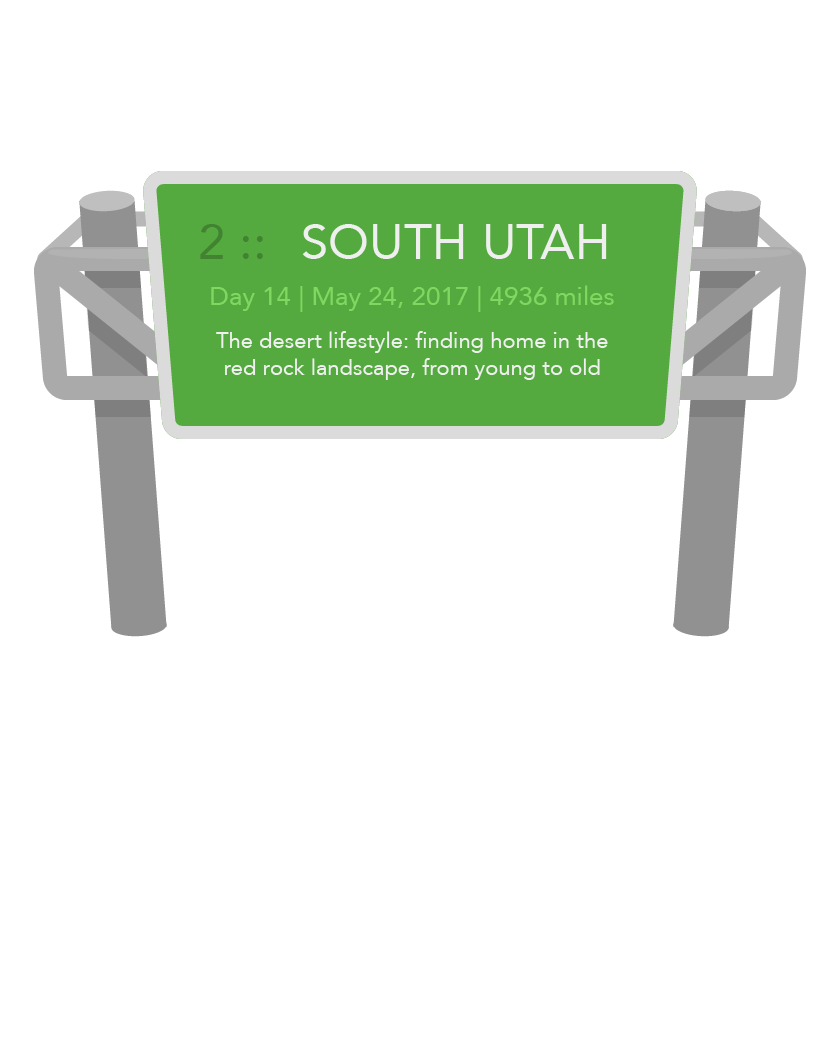 2 :: SOUTH UTAH
Day 14 | May 24, 2017 | 4936 miles
The desert lifestyle: finding home in the
red rock landscape, from young to old